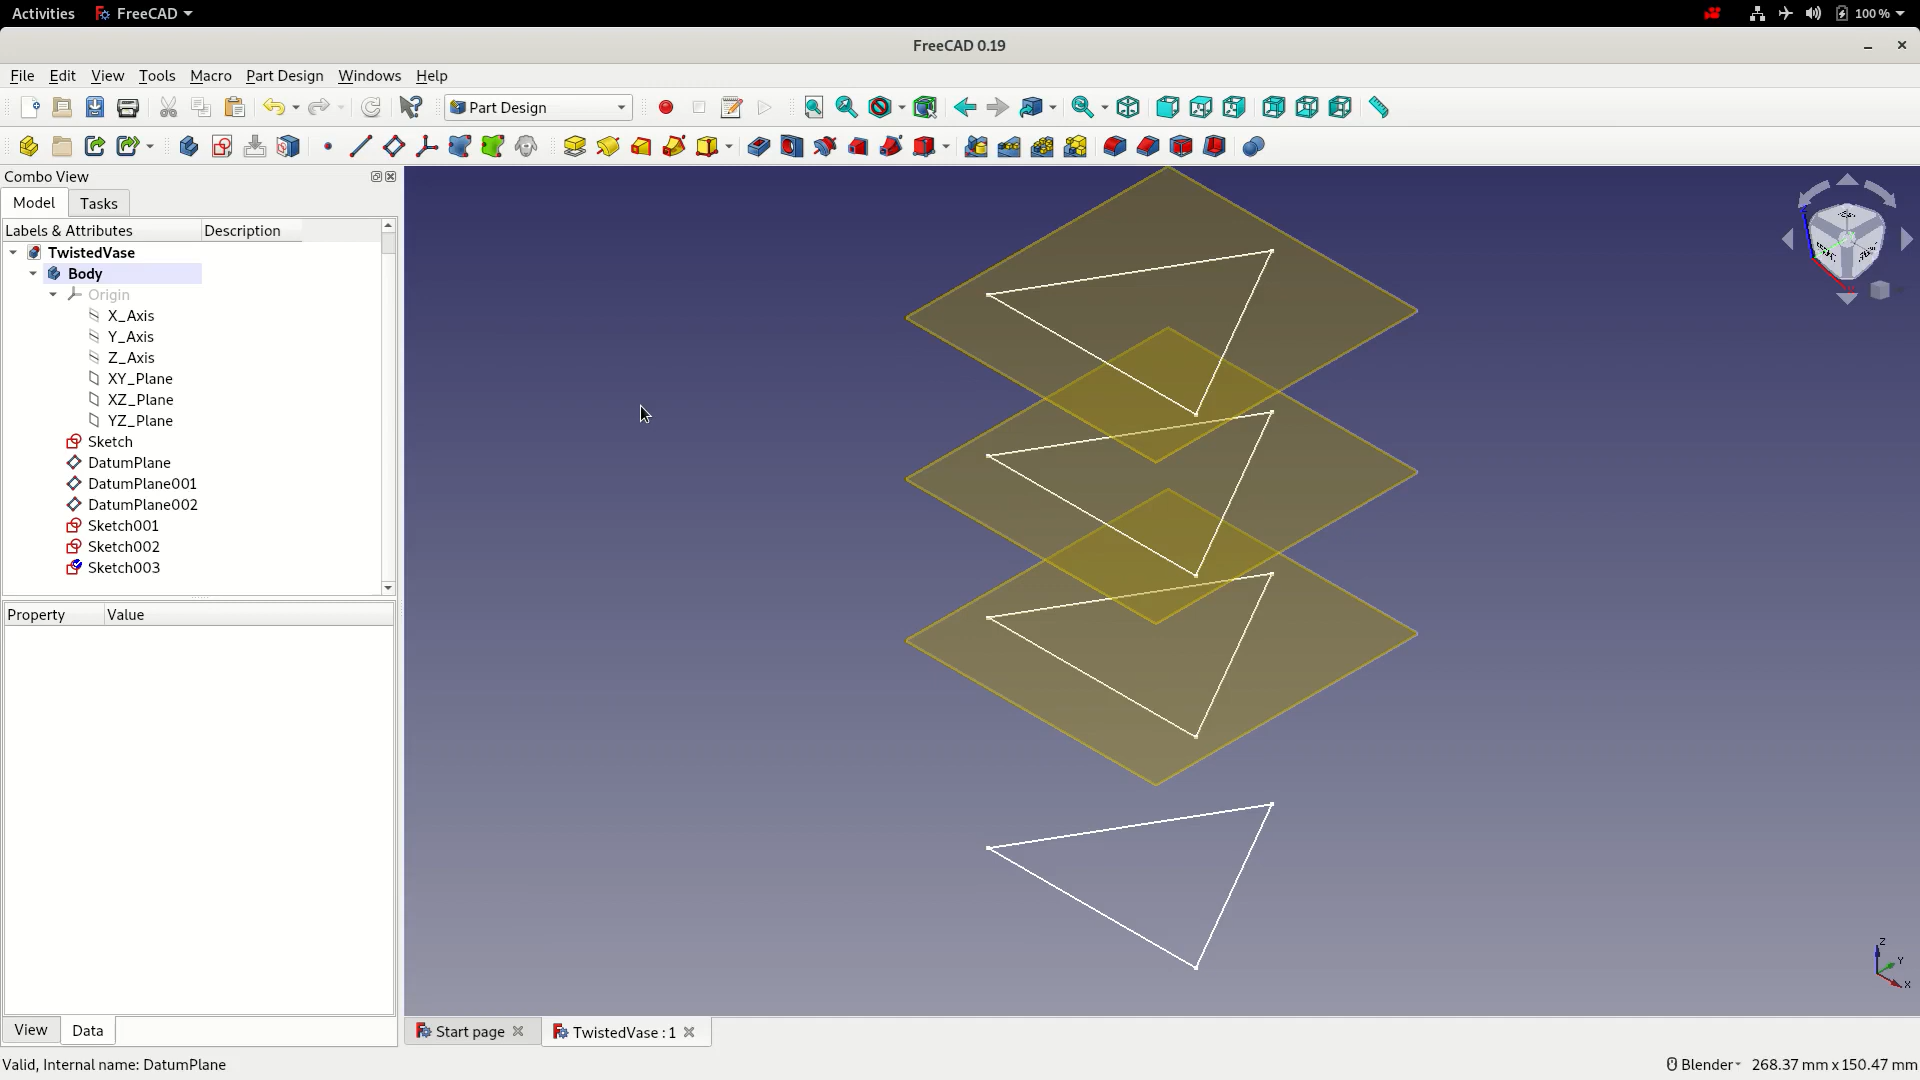 Activities FreeCAD 100 %
FreeCAD 0.19
File Edit View Tools Macro Part Design Windows Help
Part Design
Combo View
Model Tasks
Labels & Attributes Description
TwistedVase
Body
Origin
X_Axis
Y_Axis
Z_Axis
XY_Plane
XZ_Plane
YZ_Plane
Sketch
DatumPlane
DatumPlane001
DatumPlane002
Sketch001
Sketch002
Sketch003
Property Value
Z
Y
X
View Data
Start page TwistedVase : 1
Valid, Internal name: DatumPlane Blender 268.37 mm x 150.47 mm